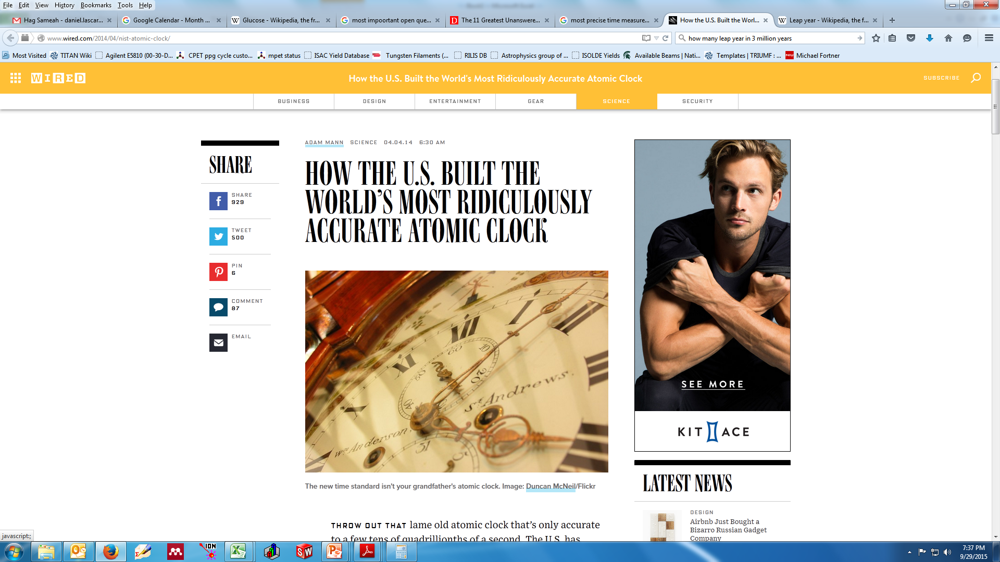 File Edit View History Bookmarks Tools Help
Hag Sameah - daniel.lascar...
Google Calendar - Month ...
Glucose - Wikipedia, the fr...
most impoortant open que...
The 11 Greatest Unanswere...
most precise time measure...
How the U.S. Built the Worl...
Leap year - Wikipedia, the f...
www.wired.com/2014/04/nist-atomic-clock/
how many leap year in 3 million years
Most Visited TITAN Wiki Agilent E5810 (00-30-D... CPET ppg cycle custo... mpet status ISAC Yield Database Tungsten Filaments (... RILIS DB Astrophysics group of ... ISOLDE Yields Available Beams | Nati... Templates | TRIUMF : ... NIU Michael Fortner
WIRED
How the U.S. Built the World's Most Ridiculously Accurate Atomic Clock
SUBSCRIBE
BUSINESS DESIGN ENTERTAINMENT GEAR SCIENCE SECURITY
SHARE
SHARE
929
TWEET
500
PIN
6
COMMENT
87
EMAIL
ADAM MANN SCIENCE 04.04.14 6:30 AM
HOW THE U.S. BUILT THE
WORLD'S MOST RIDICULOUSLY
ACCURATE ATOMIC CLOCK
XII
I
XI
X
60
10
50
20
St. Andrews.
Wm. Anderson,
31
The new time standard isn't your grandfather's atomic clock. Image: Duncan McNeil/Flickr
THROW OUT THAT lame old atomic clock that's only accurate
to a few tens of quadrillionths of a second. The U.S. has
SEE MORE
KIT ACE
LATEST NEWS
DESIGN
Airbnb Just Bought a
Bizarro Russian Gadget
Company
javascript:;
ION
SW
7:37 PM
9/29/2015